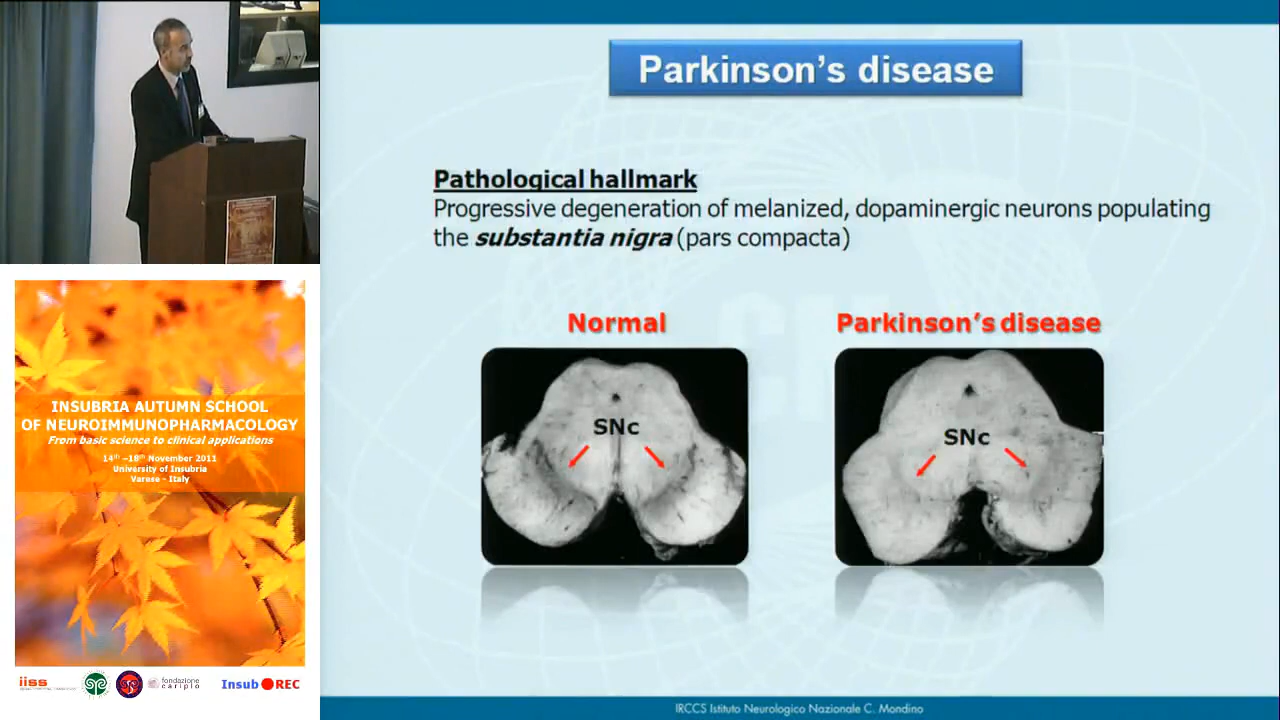 Parkinson’s disease
Pathological hallmark
Progressive degeneration of melanized, dopaminergic neurons populating
the substantia nigra (pars compacta)
Normal
Parkinson’s disease
SNc
SNc
IRCCS Istituto Neurologico Nazionale C. Mondino
INSUBRIA AUTUMN SCHOOL
OF NEUROIMMUNOPHARMACOLOGY
From basic science to clinical applications
14th –18th November 2011
University of Insubria
Varese - Italy
iiss
fondazione
cariplo
Insub REC